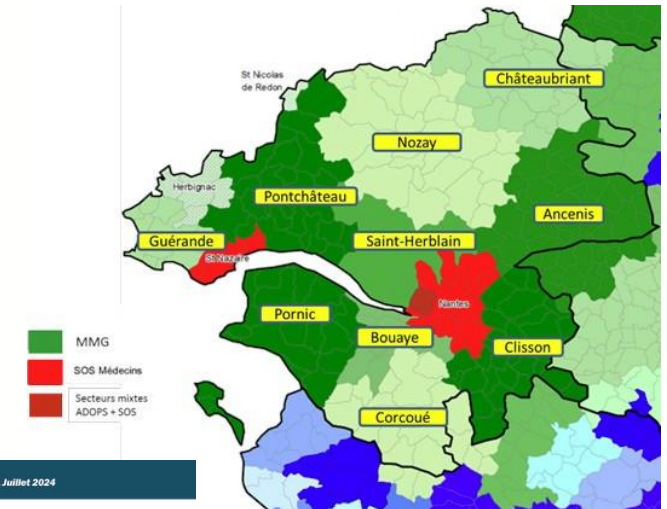 Châteaubriant
St Nicolas
de Redon
Nozay
Herbignac
Pontchâteau
Ancenis
Guérande
Saint-Herblain
St Nazaire
Nantes
Pornic
Bouaye
Clisson
MMG
SOS Médecins
Secteurs mixtes
ADOPS + SOS
Corcoué
Juillet 2024